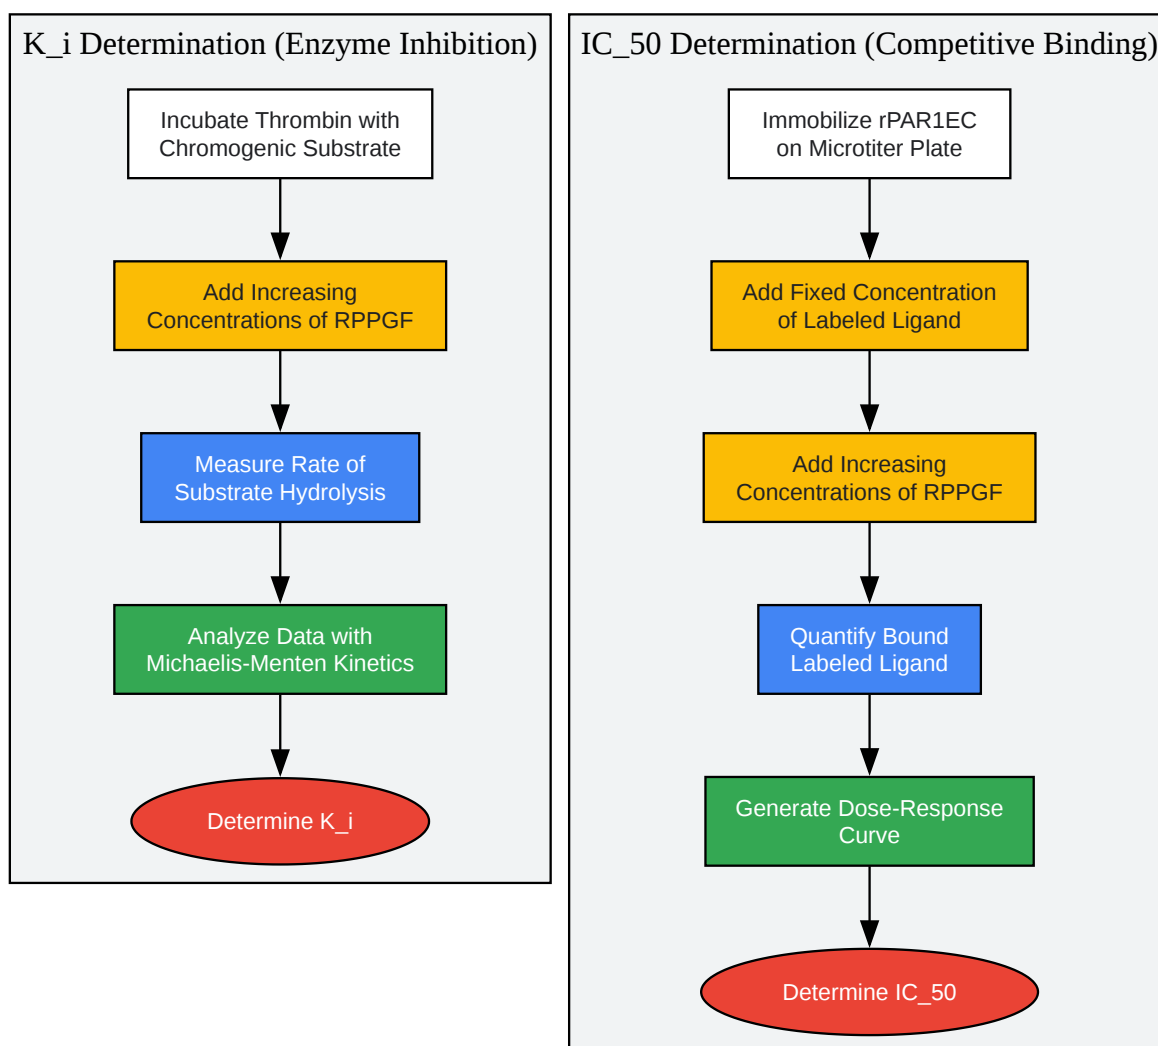 K_i Determination (Enzyme Inhibition)
Incubate Thrombin with
Chromogenic Substrate
Add Increasing
Concentrations of RPPGF
Measure Rate of
Substrate Hydrolysis
Analyze Data with
Michaelis-Menten Kinetics
Determine K_i
IC_50 Determination (Competitive Binding)
Immobilize rPAR1EC
on Microtiter Plate
Add Fixed Concentration
of Labeled Ligand
Add Increasing
Concentrations of RPPGF
Quantify Bound
Labeled Ligand
Generate Dose-Response
Curve
Determine IC_50